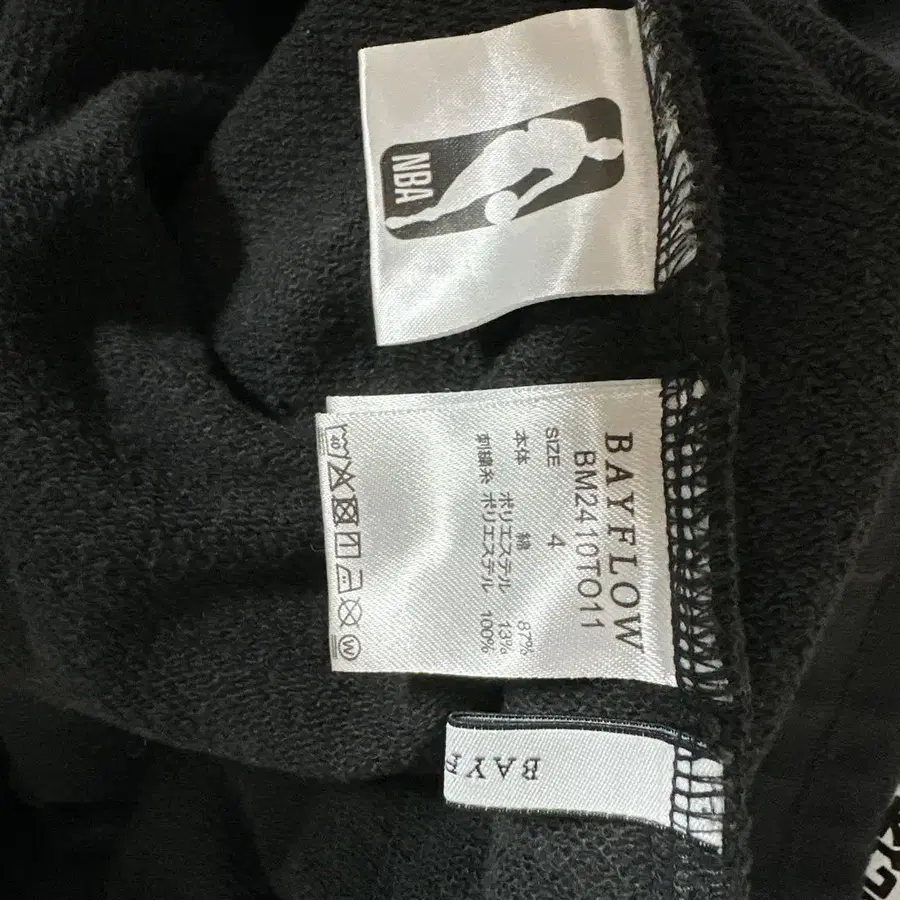 NBA
BAYFLOW
BM2410TO11
SIZE 4
本体 綿 87%
ポリエステル 13%
刺繍糸 ポリエステル 100%
40
W
BAYF